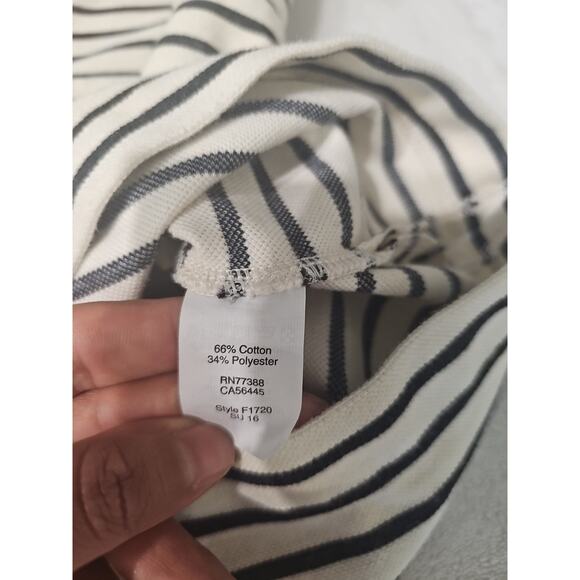 66% Cotton
34% Polyester
RN77388
CA56445
Style F1720
SU 16